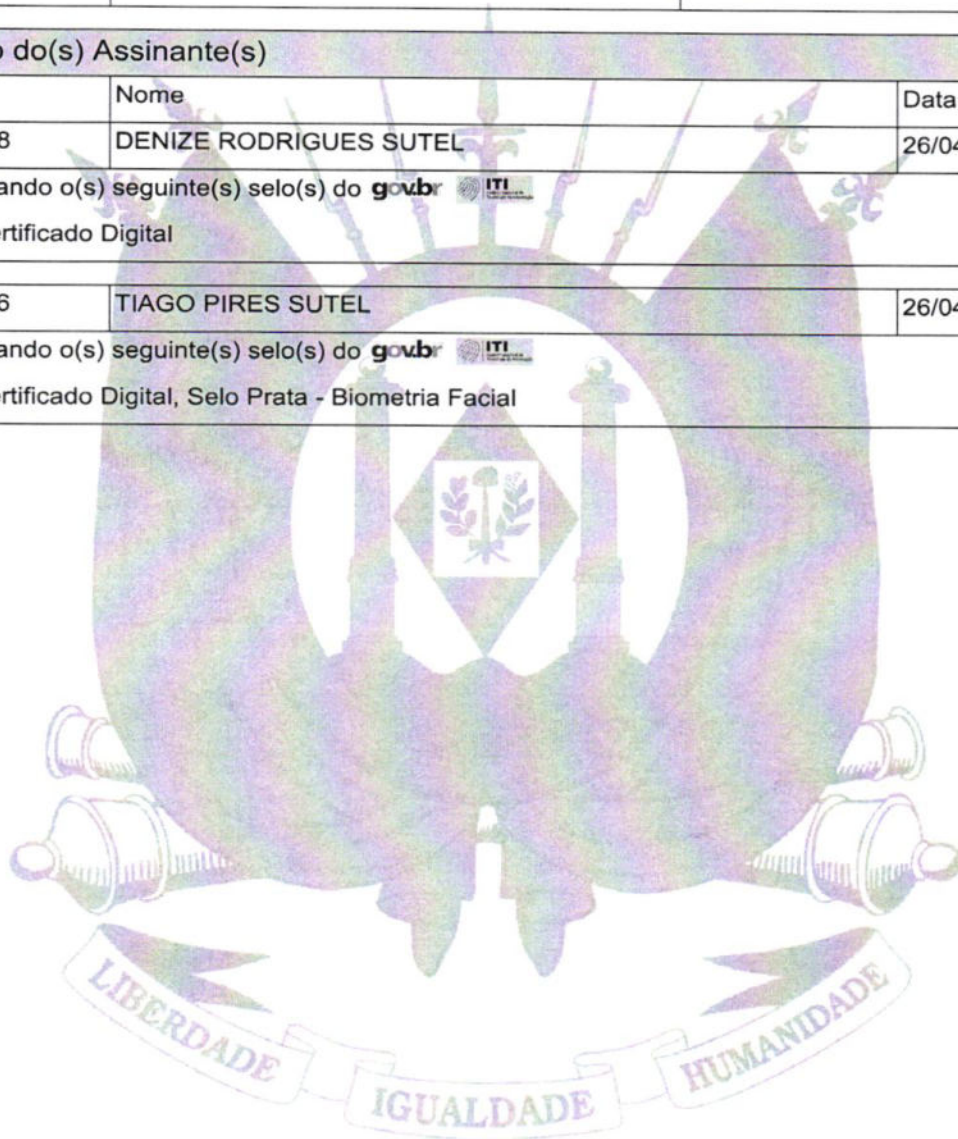 o do(s) Assinante(s)
Nome Data
8 DENIZE RODRIGUES SUTEL 26/04
ando o(s) seguinte(s) selo(s) do gov.br ITI
ertificado Digital
6 TIAGO PIRES SUTEL 26/04
ando o(s) seguinte(s) selo(s) do gov.br ITI
ertificado Digital, Selo Prata - Biometria Facial
LIBERDADE
IGUALDADE
HUMANIDADE